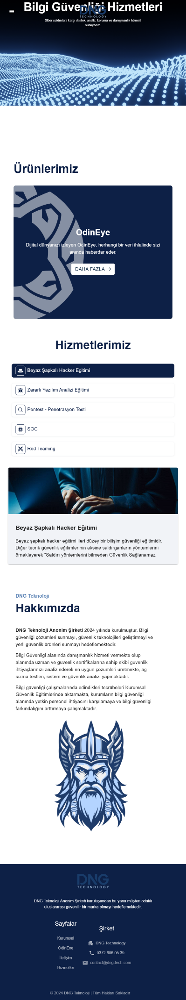 Bilgi Güvenliği Hizmetleri
DNG
TECHNOLOGY
Siber saldırılara karşı destek, analiz, koruma ve danışmanlık hizmeti
sunuyoruz.
Ürünlerimiz
OdinEye
Dijital dünyanızı izleyen OdinEye, herhangi bir veri ihlalinde sizi
anında haberdar eder.
DAHA FAZLA →
Hizmetlerimiz
Beyaz Şapkalı Hacker Eğitimi
Zararlı Yazılım Analizi Eğitimi
Pentest - Penetrasyon Testi
SOC
Red Teaming
Beyaz Şapkalı Hacker Eğitimi
Beyaz şapkalı hacker eğitimi ileri düzey bir bilişim güvenliği eğitimidir.
Diğer teorik güvenlik eğitimlerinin aksine saldırganların yöntemlerini
örnekleyerek "Saldırı yöntemlerini bilmeden Güvenlik Sağlanamaz
DNG Teknoloji
Hakkımızda
DNG Teknoloji Anonim Şirketi 2024 yılında kurulmuştur. Bilgi
güvenliği çözümleri sunmayı, güvenlik teknolojileri geliştirmeyi ve
yerli güvenlik ürünleri sunmayı hedeflemektedir.
Bilgi Güvenliği alanında danışmanlık hizmeti vermekte olup
alanında uzman ve güvenlik sertifikalarına sahip ekibi güvenlik
ihtiyaçlarınızı analiz ederek en uygun çözümleri üretmekte, ağ
sızma testleri, sistem ve güvenlik analizi yapmaktadır.
Bilgi güvenliği çalışmalarında edindikleri tecrübeleri Kurumsal
Güvenlik Eğitimlerinde aktarmakta, kurumların bilgi güvenliği
alanında yetkin personel ihtiyacını karşılamaya ve bilgi güvenliği
farkındalığını arttırmaya çalışmaktadır.
DNG
TECHNOLOGY
DNG Teknoloji Anonim Şirketi kuruluşundan bu yana müşteri odaklı
uluslararası güvenilir bir marka olmayı hedeflemektedir.
Sayfalar
Kurumsal
OdinEye
İletişim
Hizmetler
Şirket
DNG Technology
0372 606 05 39
contact@dng-tech.com
© 2024 DNG Teknoloji | Tüm Hakları Saklıdır